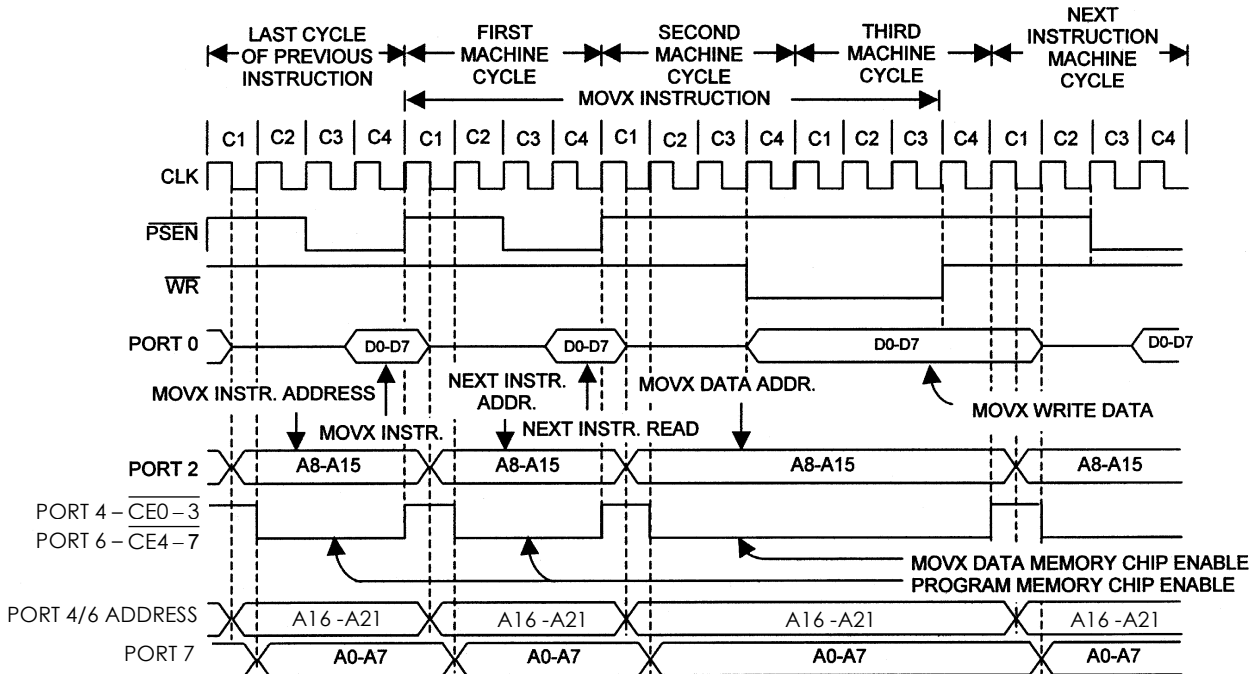 LAST CYCLE
OF PREVIOUS
INSTRUCTION
FIRST
MACHINE
CYCLE
SECOND
MACHINE
CYCLE
THIRD
MACHINE
CYCLE
NEXT
INSTRUCTION
MACHINE
CYCLE
MOVX INSTRUCTION
C1 C2 C3 C4 C1 C2 C3 C4 C1 C2 C3 C4 C1 C2 C3 C4 C1 C2 C3 C4
CLK
PSEN
WR
PORT 0 D0-D7 D0-D7 D0-D7 D0-D7
MOVX INSTR. ADDRESS
MOVX INSTR.
NEXT INSTR.
ADDR.
NEXT INSTR. READ
MOVX DATA ADDR.
MOVX WRITE DATA
PORT 2 A8-A15 A8-A15 A8-A15 A8-A15
PORT 4 – CE0 – 3
PORT 6 – CE4 – 7
MOVX DATA MEMORY CHIP ENABLE
PROGRAM MEMORY CHIP ENABLE
PORT 4/6 ADDRESS A16 -A21 A16 -A21 A16 -A21 A16 -A21
PORT 7 A0-A7 A0-A7 A0-A7 A0-A7